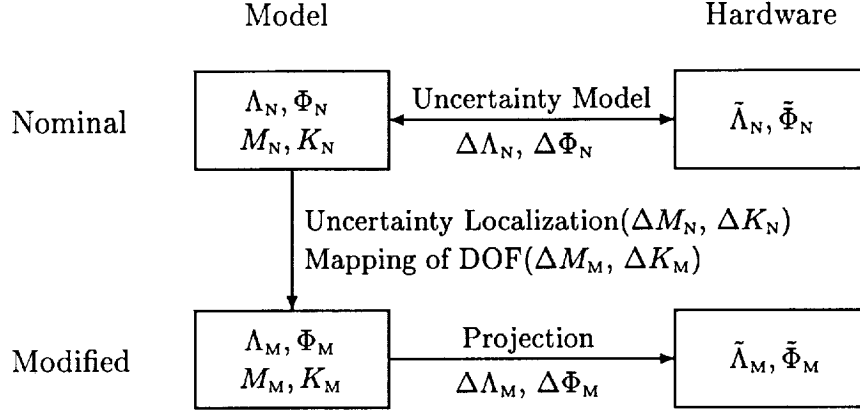 Model Hardware
Nominal
Λ_N, Φ_N
M_N, K_N
Uncertainty Model
ΔΛ_N, ΔΦ_N
Λ̃_N, Φ̃_N
Uncertainty Localization(ΔM_N, ΔK_N)
Mapping of DOF(ΔM_M, ΔK_M)
Modified
Λ_M, Φ_M
M_M, K_M
Projection
ΔΛ_M, ΔΦ_M
Λ̃_M, Φ̃_M